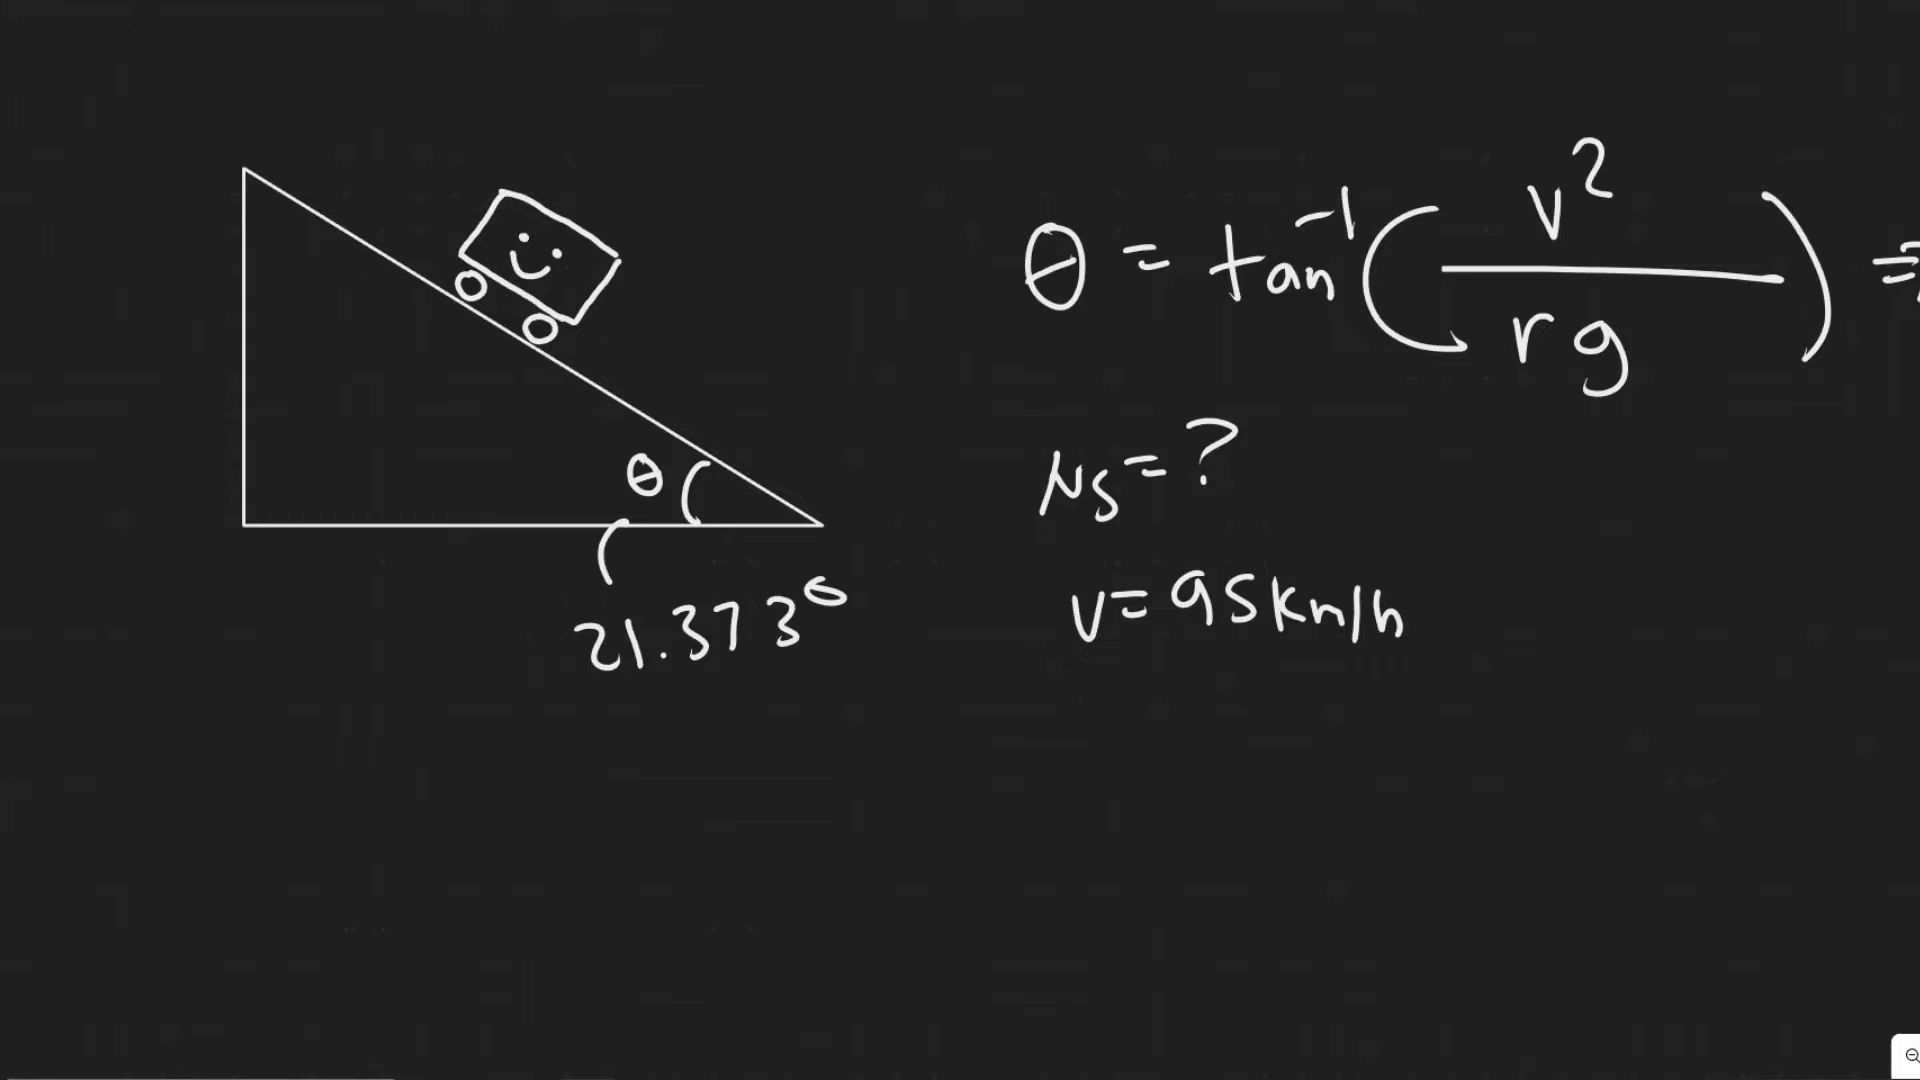 θ = tan⁻¹(v²/rg) =
θ
μs = ?
v = 95km/h
21.373°